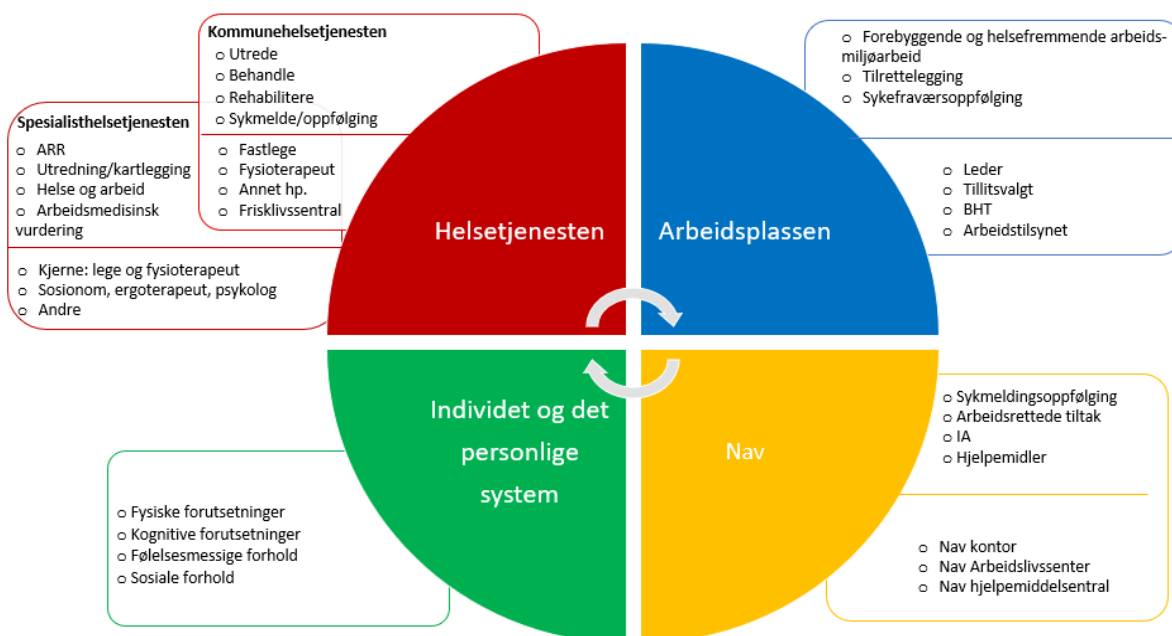 Kommunehelsetjenesten
o Utrede
o Behandle
o Rehabilitere
o Sykmelde/oppfølging
o Fastlege
o Fysioterapeut
o Annet hp.
o Frisklivssentral
Spesialisthelsetjenesten
o ARR
o Utredning/kartlegging
o Helse og arbeid
o Arbeidsmedisinsk
vurdering
o Kjerne: lege og fysioterapeut
o Sosionom, ergoterapeut, psykolog
o Andre
Helsetjenesten
Arbeidsplassen
o Forebyggende og helsefremmende arbeids-
miljøarbeid
o Tilrettelegging
o Sykefraværsoppfølging
o Leder
o Tillitsvalgt
o BHT
o Arbeidstilsynet
Individet og det
personlige
system
o Fysiske forutsetninger
o Kognitive forutsetninger
o Følelsesmessige forhold
o Sosiale forhold
Nav
o Sykmeldingsoppfølging
o Arbeidsrettede tiltak
o IA
o Hjelpemidler
o Nav kontor
o Nav Arbeidslivssenter
o Nav hjelpemiddelsentral